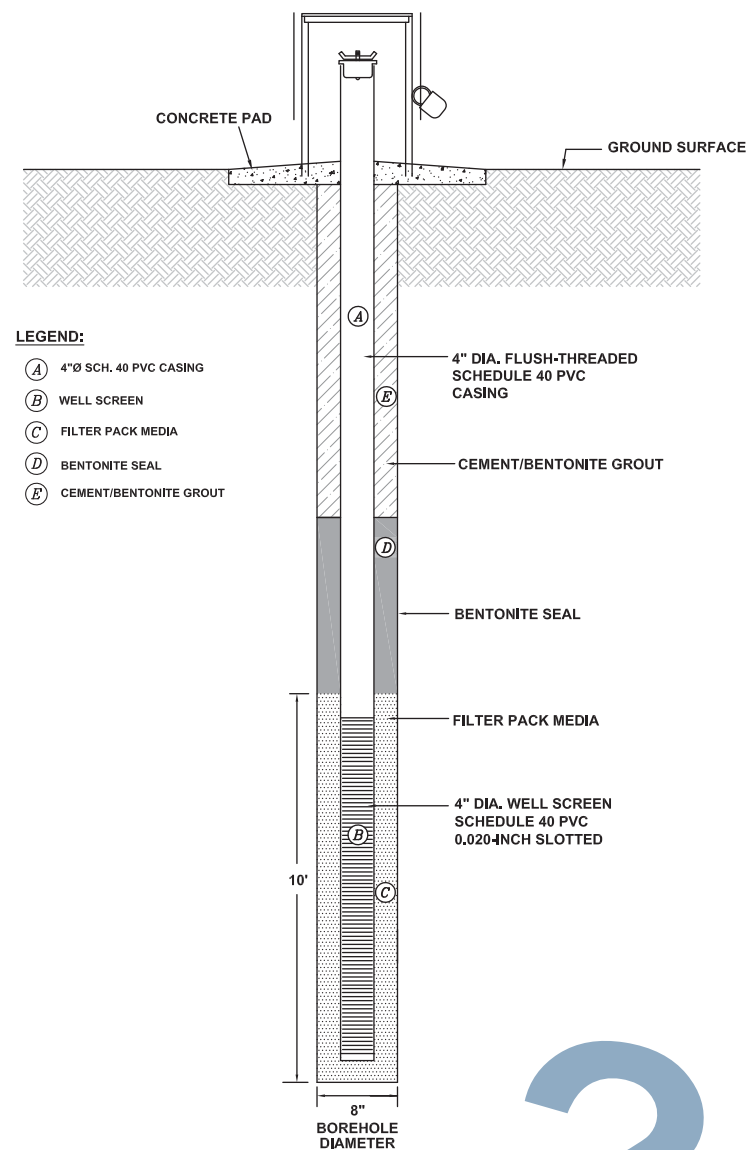 CONCRETE PAD
GROUND SURFACE
LEGEND:
A 4"Ø SCH. 40 PVC CASING
B WELL SCREEN
C FILTER PACK MEDIA
D BENTONITE SEAL
E CEMENT/BENTONITE GROUT
A
4" DIA. FLUSH-THREADED
SCHEDULE 40 PVC
CASING
E
CEMENT/BENTONITE GROUT
D
BENTONITE SEAL
FILTER PACK MEDIA
4" DIA. WELL SCREEN
SCHEDULE 40 PVC
0.020-INCH SLOTTED
B
10'
C
8"
BOREHOLE
DIAMETER